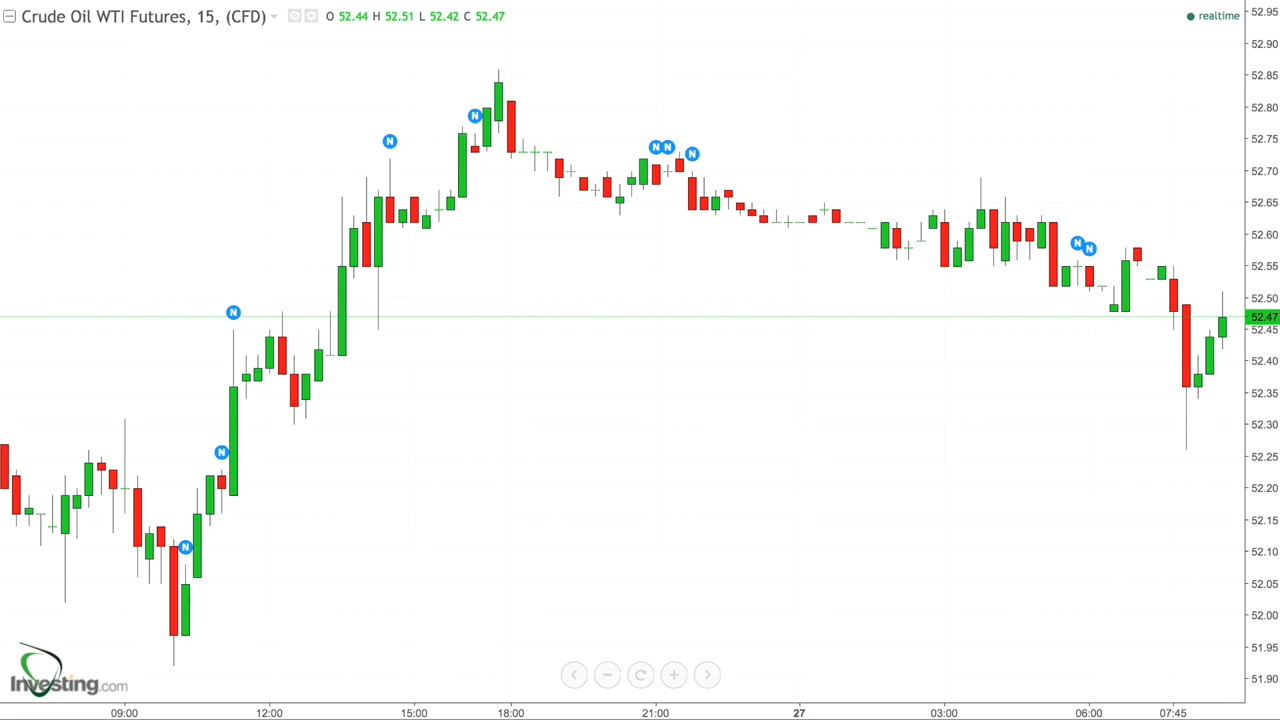 Crude Oil WTI Futures, 15, (CFD) O 52.44 H 52.51 L 52.42 C 52.47
realtime
52.95
52.90
52.85
52.80
52.75
52.70
52.65
52.60
52.55
52.50
52.47
52.45
52.40
52.35
52.30
52.25
52.20
52.15
52.10
52.05
52.00
51.95
51.90
N
N
N N N
N
N N
N
N
N
Investing.com
09:00 12:00 15:00 18:00 21:00 27 03:00 06:00 07:45